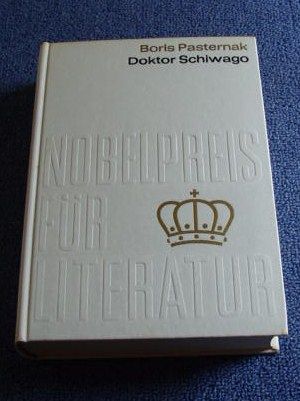 Boris Pasternak
Doktor Schiwago
NOBELPREIS
FÜR
LITERATUR